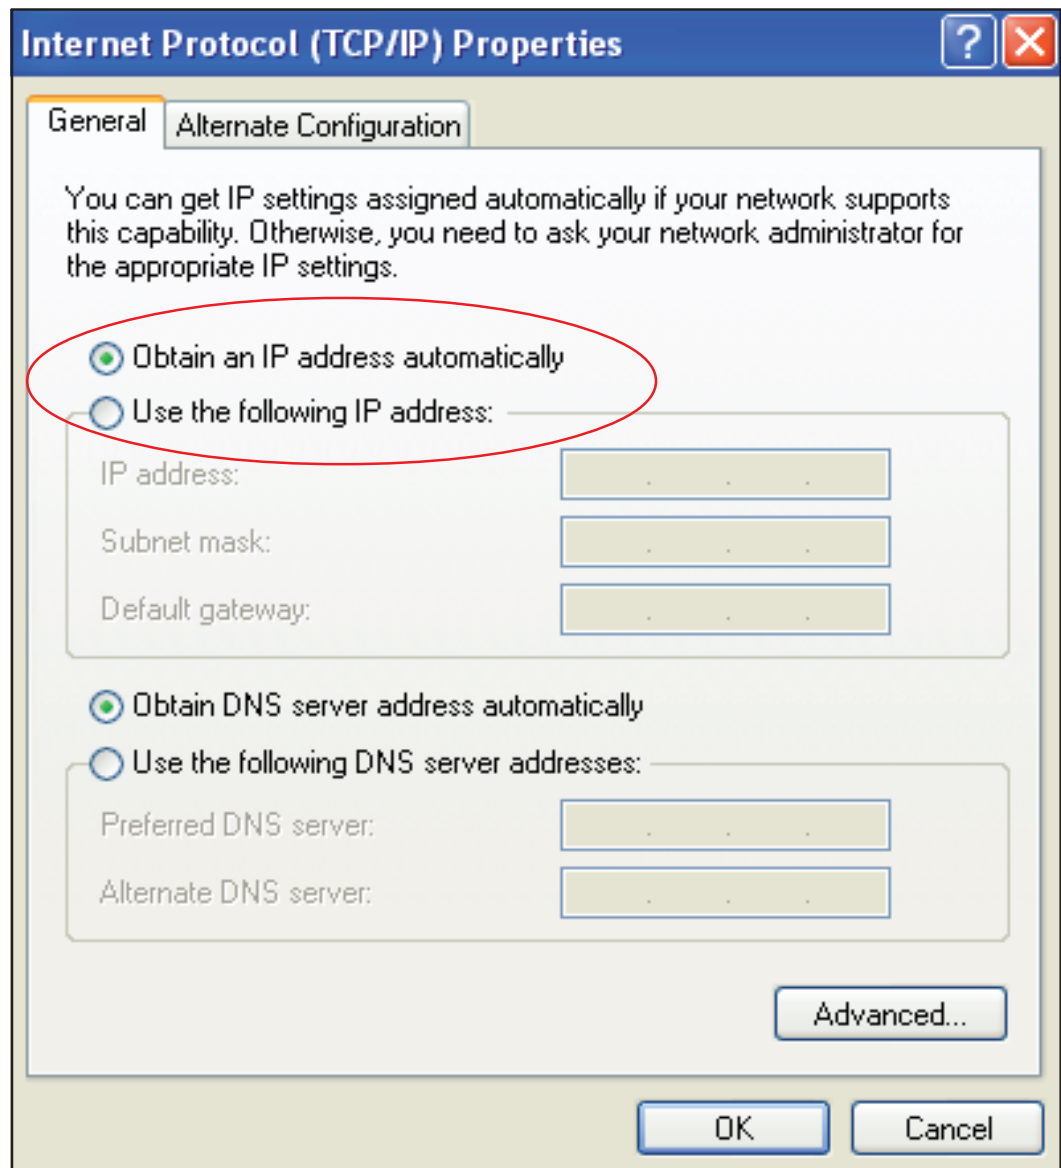 Internet Protocol (TCP/IP) Properties
General
Alternate Configuration
You can get IP settings assigned automatically if your network supports
this capability. Otherwise, you need to ask your network administrator for
the appropriate IP settings.
Obtain an IP address automatically
Use the following IP address:
IP address:
Subnet mask:
Default gateway:
Obtain DNS server address automatically
Use the following DNS server addresses:
Preferred DNS server:
Alternate DNS server:
Advanced...
OK
Cancel